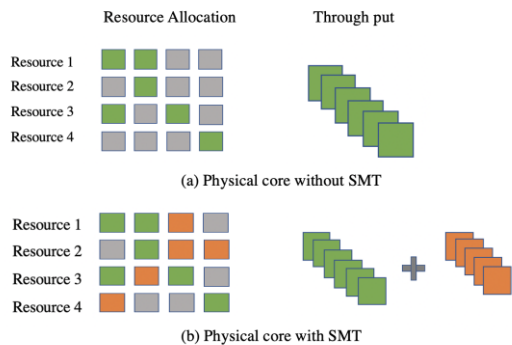 Resource Allocation Through put
Resource 1
Resource 2
Resource 3
Resource 4
(a) Physical core without SMT
Resource 1
Resource 2
Resource 3
Resource 4
(b) Physical core with SMT